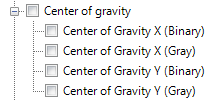 Center of gravity
Center of Gravity X (Binary)
Center of Gravity X (Gray)
Center of Gravity Y (Binary)
Center of Gravity Y (Gray)